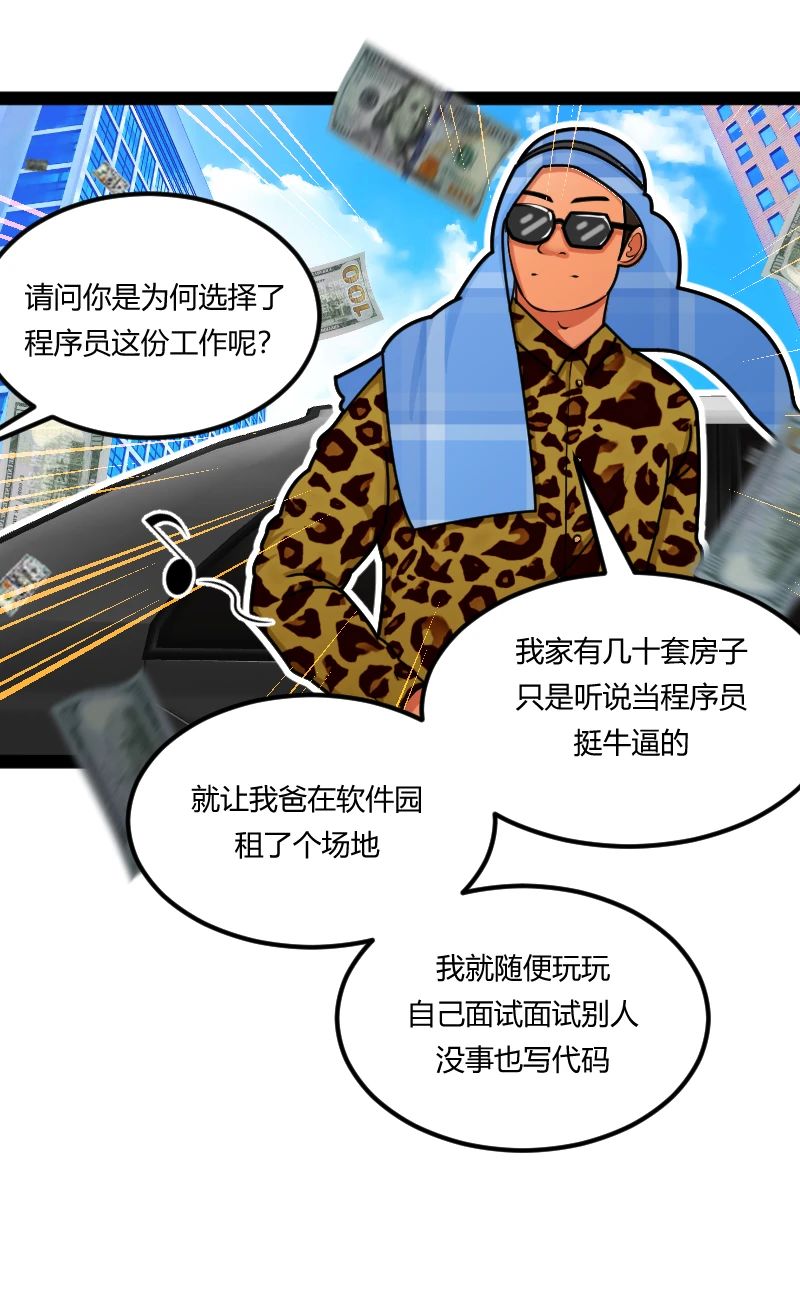 请问你是为何选择了
程序员这份工作呢？
我家有几十套房子
只是听说当程序员
挺牛逼的
就让我爸在软件园
租了个场地
我就随便玩玩
自己面试面试别人
没事也写代码
100